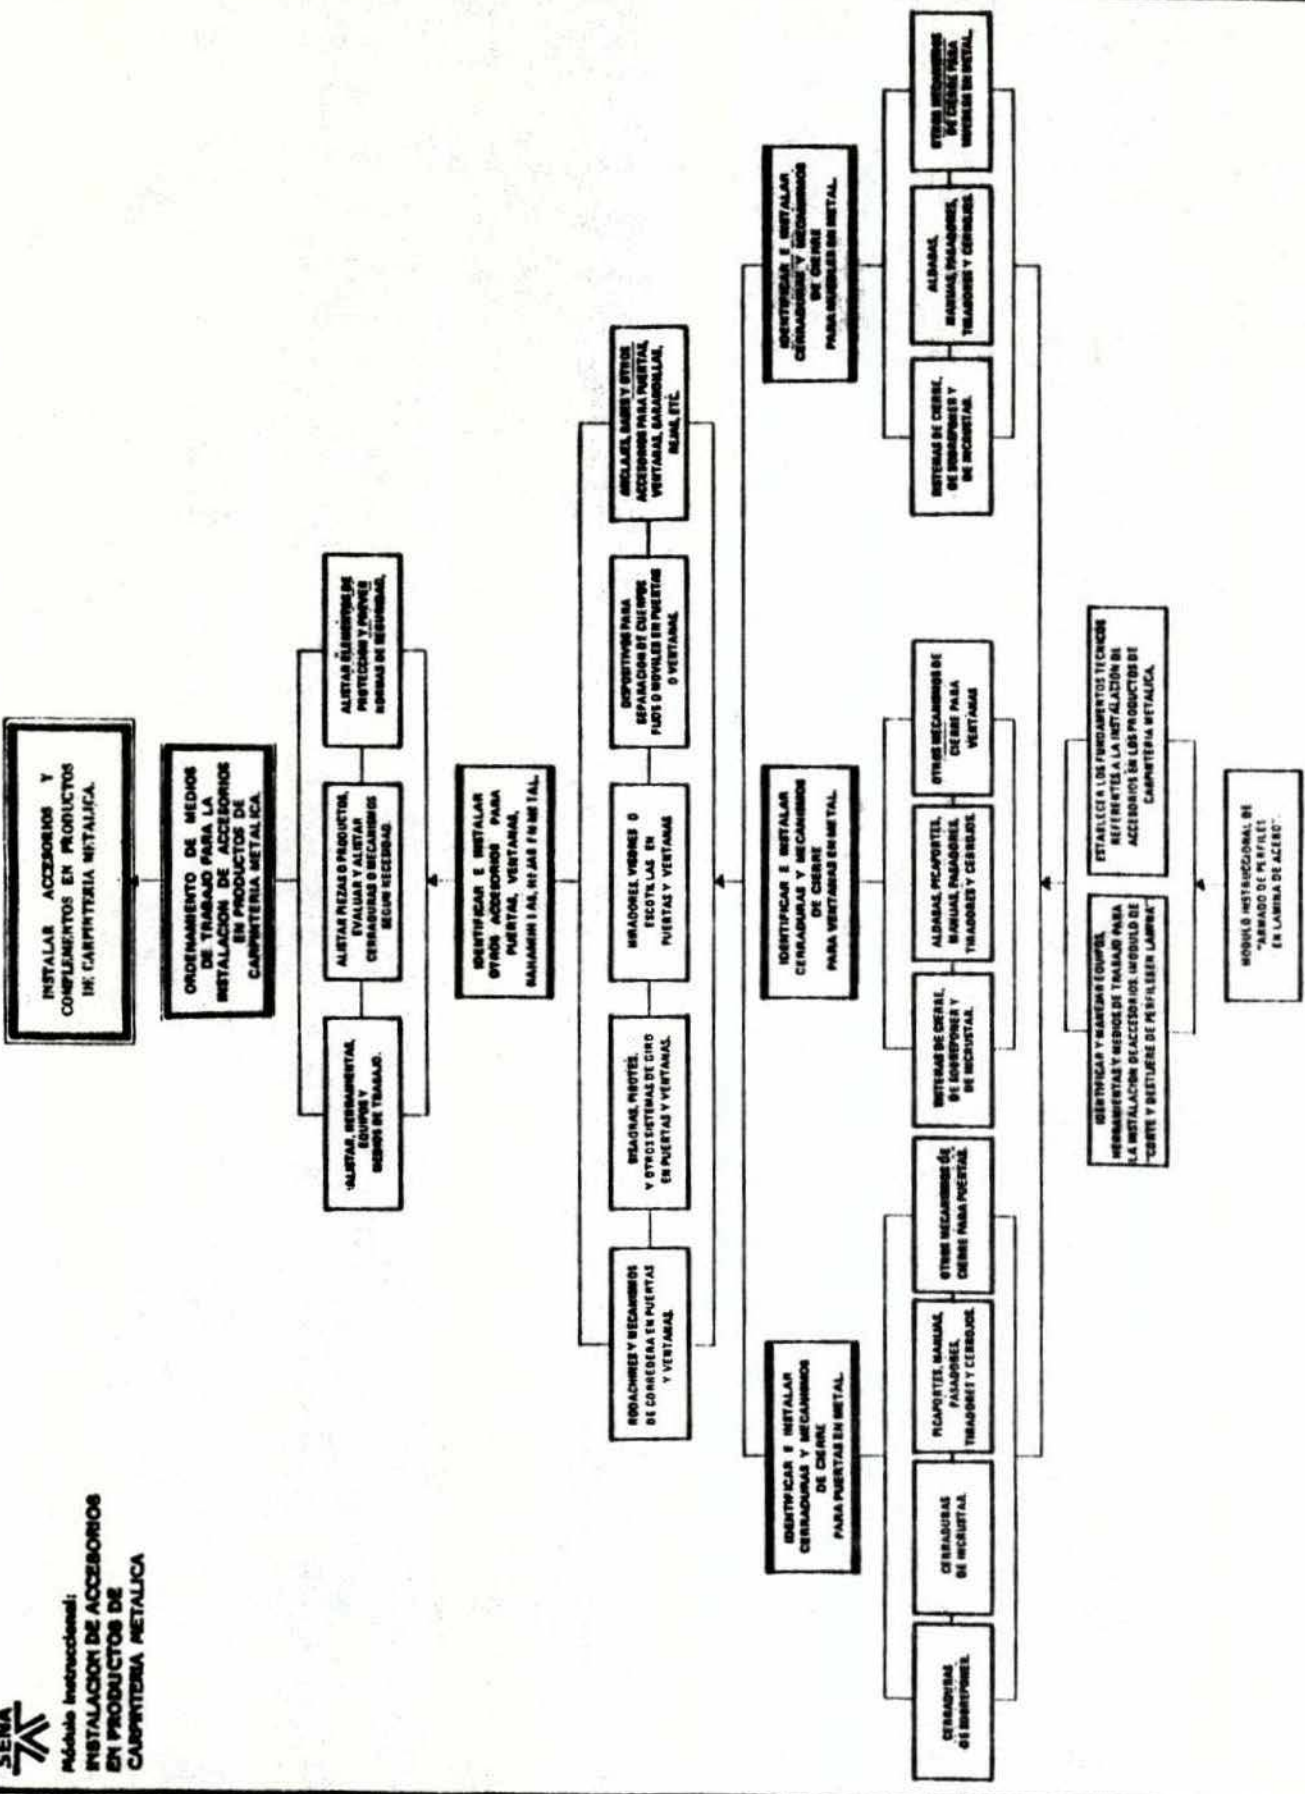 SENA
Módulo Instruccional:
INSTALACION DE ACCESORIOS
EN PRODUCTOS DE
CARPINTERIA METALICA
INSTALAR ACCESORIOS Y
COMPLEMENTOS EN PRODUCTOS
DE CARPINTERIA METALICA.
ORDENAMIENTO DE MEDIOS
DE TRABAJO PARA LA
INSTALACION DE ACCESORIOS
EN PRODUCTOS DE
CARPINTERIA METALICA.
ALISTAR, HERRAMIENTAS,
EQUIPOS Y
MEDIOS DE TRABAJO.
ALISTAR PIEZAS O PRODUCTOS,
EVALUAR Y ALISTAR
CERRADURAS O MECANISMOS
SEGUN NECESIDAD.
ALISTAR ELEMENTOS DE
PROTECCION Y PREVER
NORMAS DE SEGURIDAD.
IDENTIFICAR E INSTALAR
OTROS ACCESORIOS PARA
PUERTAS, VENTANAS,
BARANDILLAS, REJAS EN METAL.
RODACHINES Y MECANISMOS
DE CORREDERA EN PUERTAS
Y VENTANAS.
BISAGRAS, PIBOTES,
Y OTROS SISTEMAS DE GIRO
EN PUERTAS Y VENTANAS.
MIRADORES, VISORES O
ESCOTILLAS EN
PUERTAS Y VENTANAS
DISPOSITIVOS PARA
SEPARACION DE CUERPOS
FIJOS O MOVILES EN PUERTAS
O VENTANAS.
ANCLAJES, BASES Y OTROS
ACCESORIOS PARA PUERTAS,
VENTANAS, BARANDILLAS,
REJAS, ETC.
IDENTIFICAR E INSTALAR
CERRADURAS Y MECANISMOS
DE CIERRE
PARA PUERTAS EN METAL.
IDENTIFICAR E INSTALAR
CERRADURAS Y MECANISMOS
DE CIERRE
PARA VENTANAS EN METAL.
IDENTIFICAR E INSTALAR
CERRADURAS Y MECANISMOS
DE CIERRE
PARA MUEBLES EN METAL.
CERRADURAS
DE SOBREPONER.
CERRADURAS
DE INCRUSTAR.
PICAPORTES, MANIJAS,
PASADORES,
TIRADORES Y CERROJOS.
OTROS MECANISMOS DE
CIERRE PARA PUERTAS.
SISTEMAS DE CIERRE,
DE SOBREPONER Y
DE INCRUSTAR.
ALDABAS, PICAPORTES,
MANIJAS, PASADORES,
TIRADORES Y CERROJOS.
OTROS MECANISMOS DE
CIERRE PARA
VENTANAS
SISTEMAS DE CIERRE,
DE SOBREPONER Y
DE INCRUSTAR.
ALDABAS,
MANIJAS, PASADORES,
TIRADORES Y CERROJOS.
OTROS MECANISMOS
DE CIERRE PARA
MUEBLES EN METAL.
IDENTIFICAR Y MANEJAR EQUIPOS,
HERRAMIENTAS Y MEDIOS DE TRABAJO PARA
LA INSTALACION DE ACCESORIOS (MODULO DE
"CORTE Y DESTIJERE DE PERFILES EN LAMINA"
ESTABLECER LOS FUNDAMENTOS TECNICOS
REFERENTES A LA INSTALACIÓN DE
ACCESORIOS EN LOS PRODUCTOS DE
CARPINTERIA METALICA.
MODULO INSTRUCCIONAL DE
"ARMADO DE PERFILES
EN LAMINA DE ACERO".